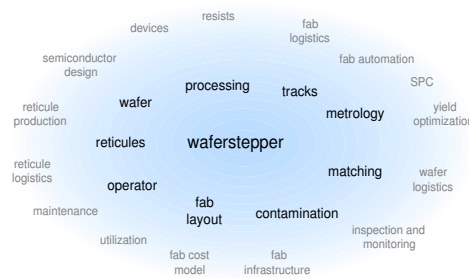 resists
devices
fab
logistics
semiconductor
design
fab automation
processing
tracks
SPC
wafer
metrology
reticule
production
yield
optimization
reticules
waferstepper
reticule
logistics
matching
wafer
logistics
operator
fab
layout
contamination
maintenance
utilization
inspection and
monitoring
fab cost
model
fab
infrastructure